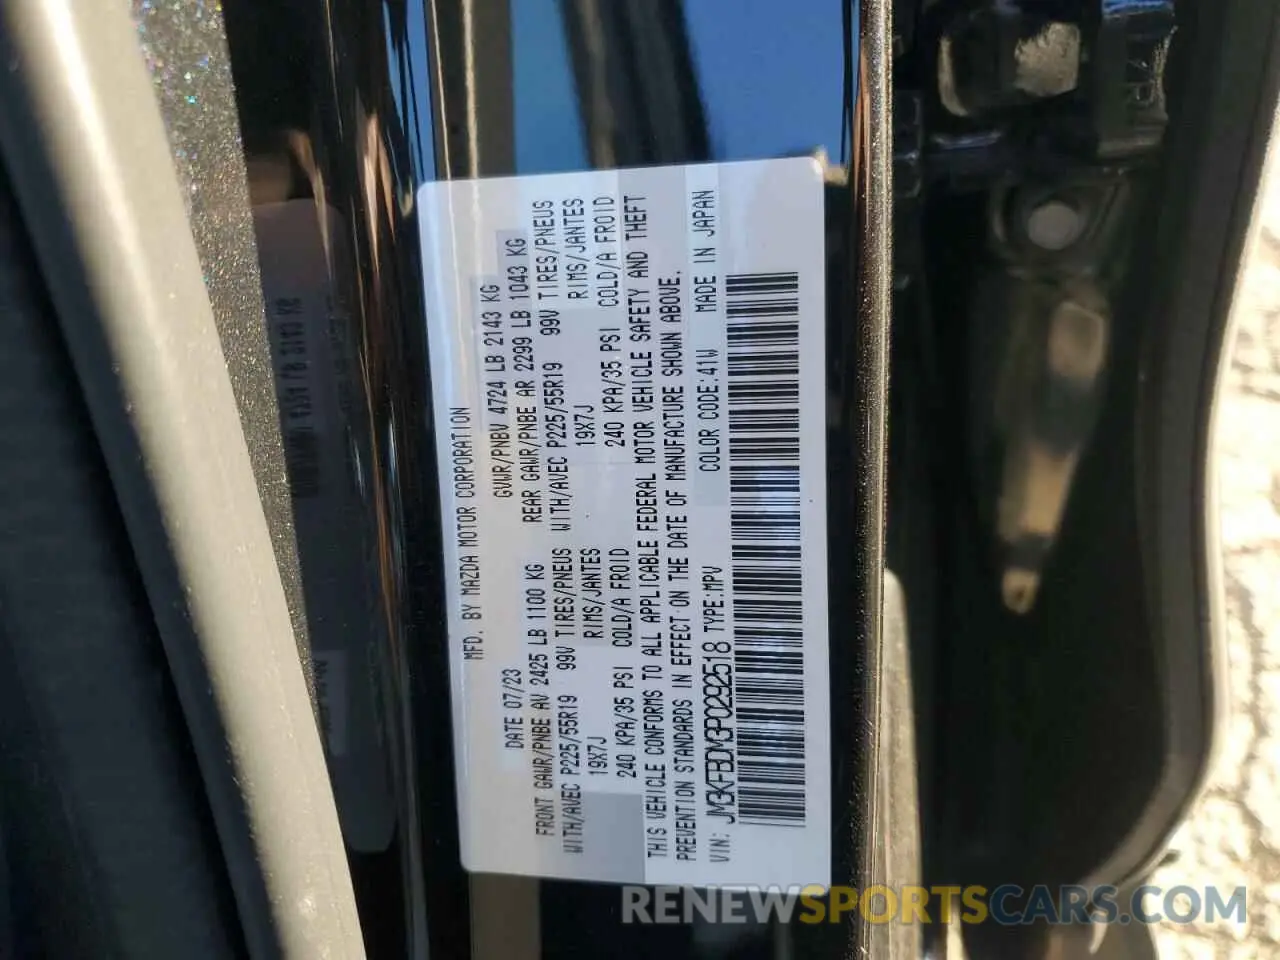 MFD. BY MAZDA MOTOR CORPORATION
DATE 07/23 GVWR/PNBV 4724 LB 2143 KG
FRONT GAWR/PNBE AV 2425 LB 1100 KG REAR GAWR/PNBE AR 2299 LB 1043 KG
WITH/AVEC P225/55R19 99V TIRES/PNEUS WITH/AVEC P225/55R19 99V TIRES/PNEUS
19X7J RIMS/JANTES 19X7J RIMS/JANTES
240 KPA/35 PSI COLD/A FROID 240 KPA/35 PSI COLD/A FROID
THIS VEHICLE CONFORMS TO ALL APPLICABLE FEDERAL MOTOR VEHICLE SAFETY AND THEFT
PREVENTION STANDARDS IN EFFECT ON THE DATE OF MANUFACTURE SHOWN ABOVE.
COLOR CODE:41W MADE IN JAPAN
VIN: JM3KFBDM3P0292518 TYPE:MPV
RENEWSPORTSCARS.COM